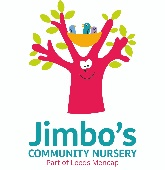 Jimbo's
COMMUNITY NURSERY
Part of Leeds Mencap